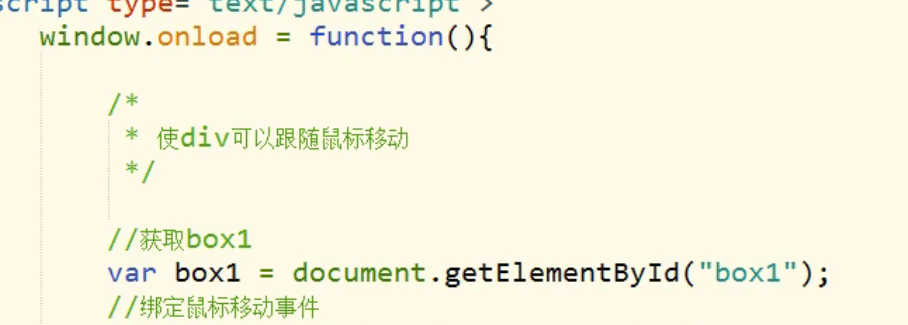 script type="text/javascript">
window.onload = function(){
/*
* 使div可以跟随鼠标移动
*/
//获取box1
var box1 = document.getElementById("box1");
//绑定鼠标移动事件